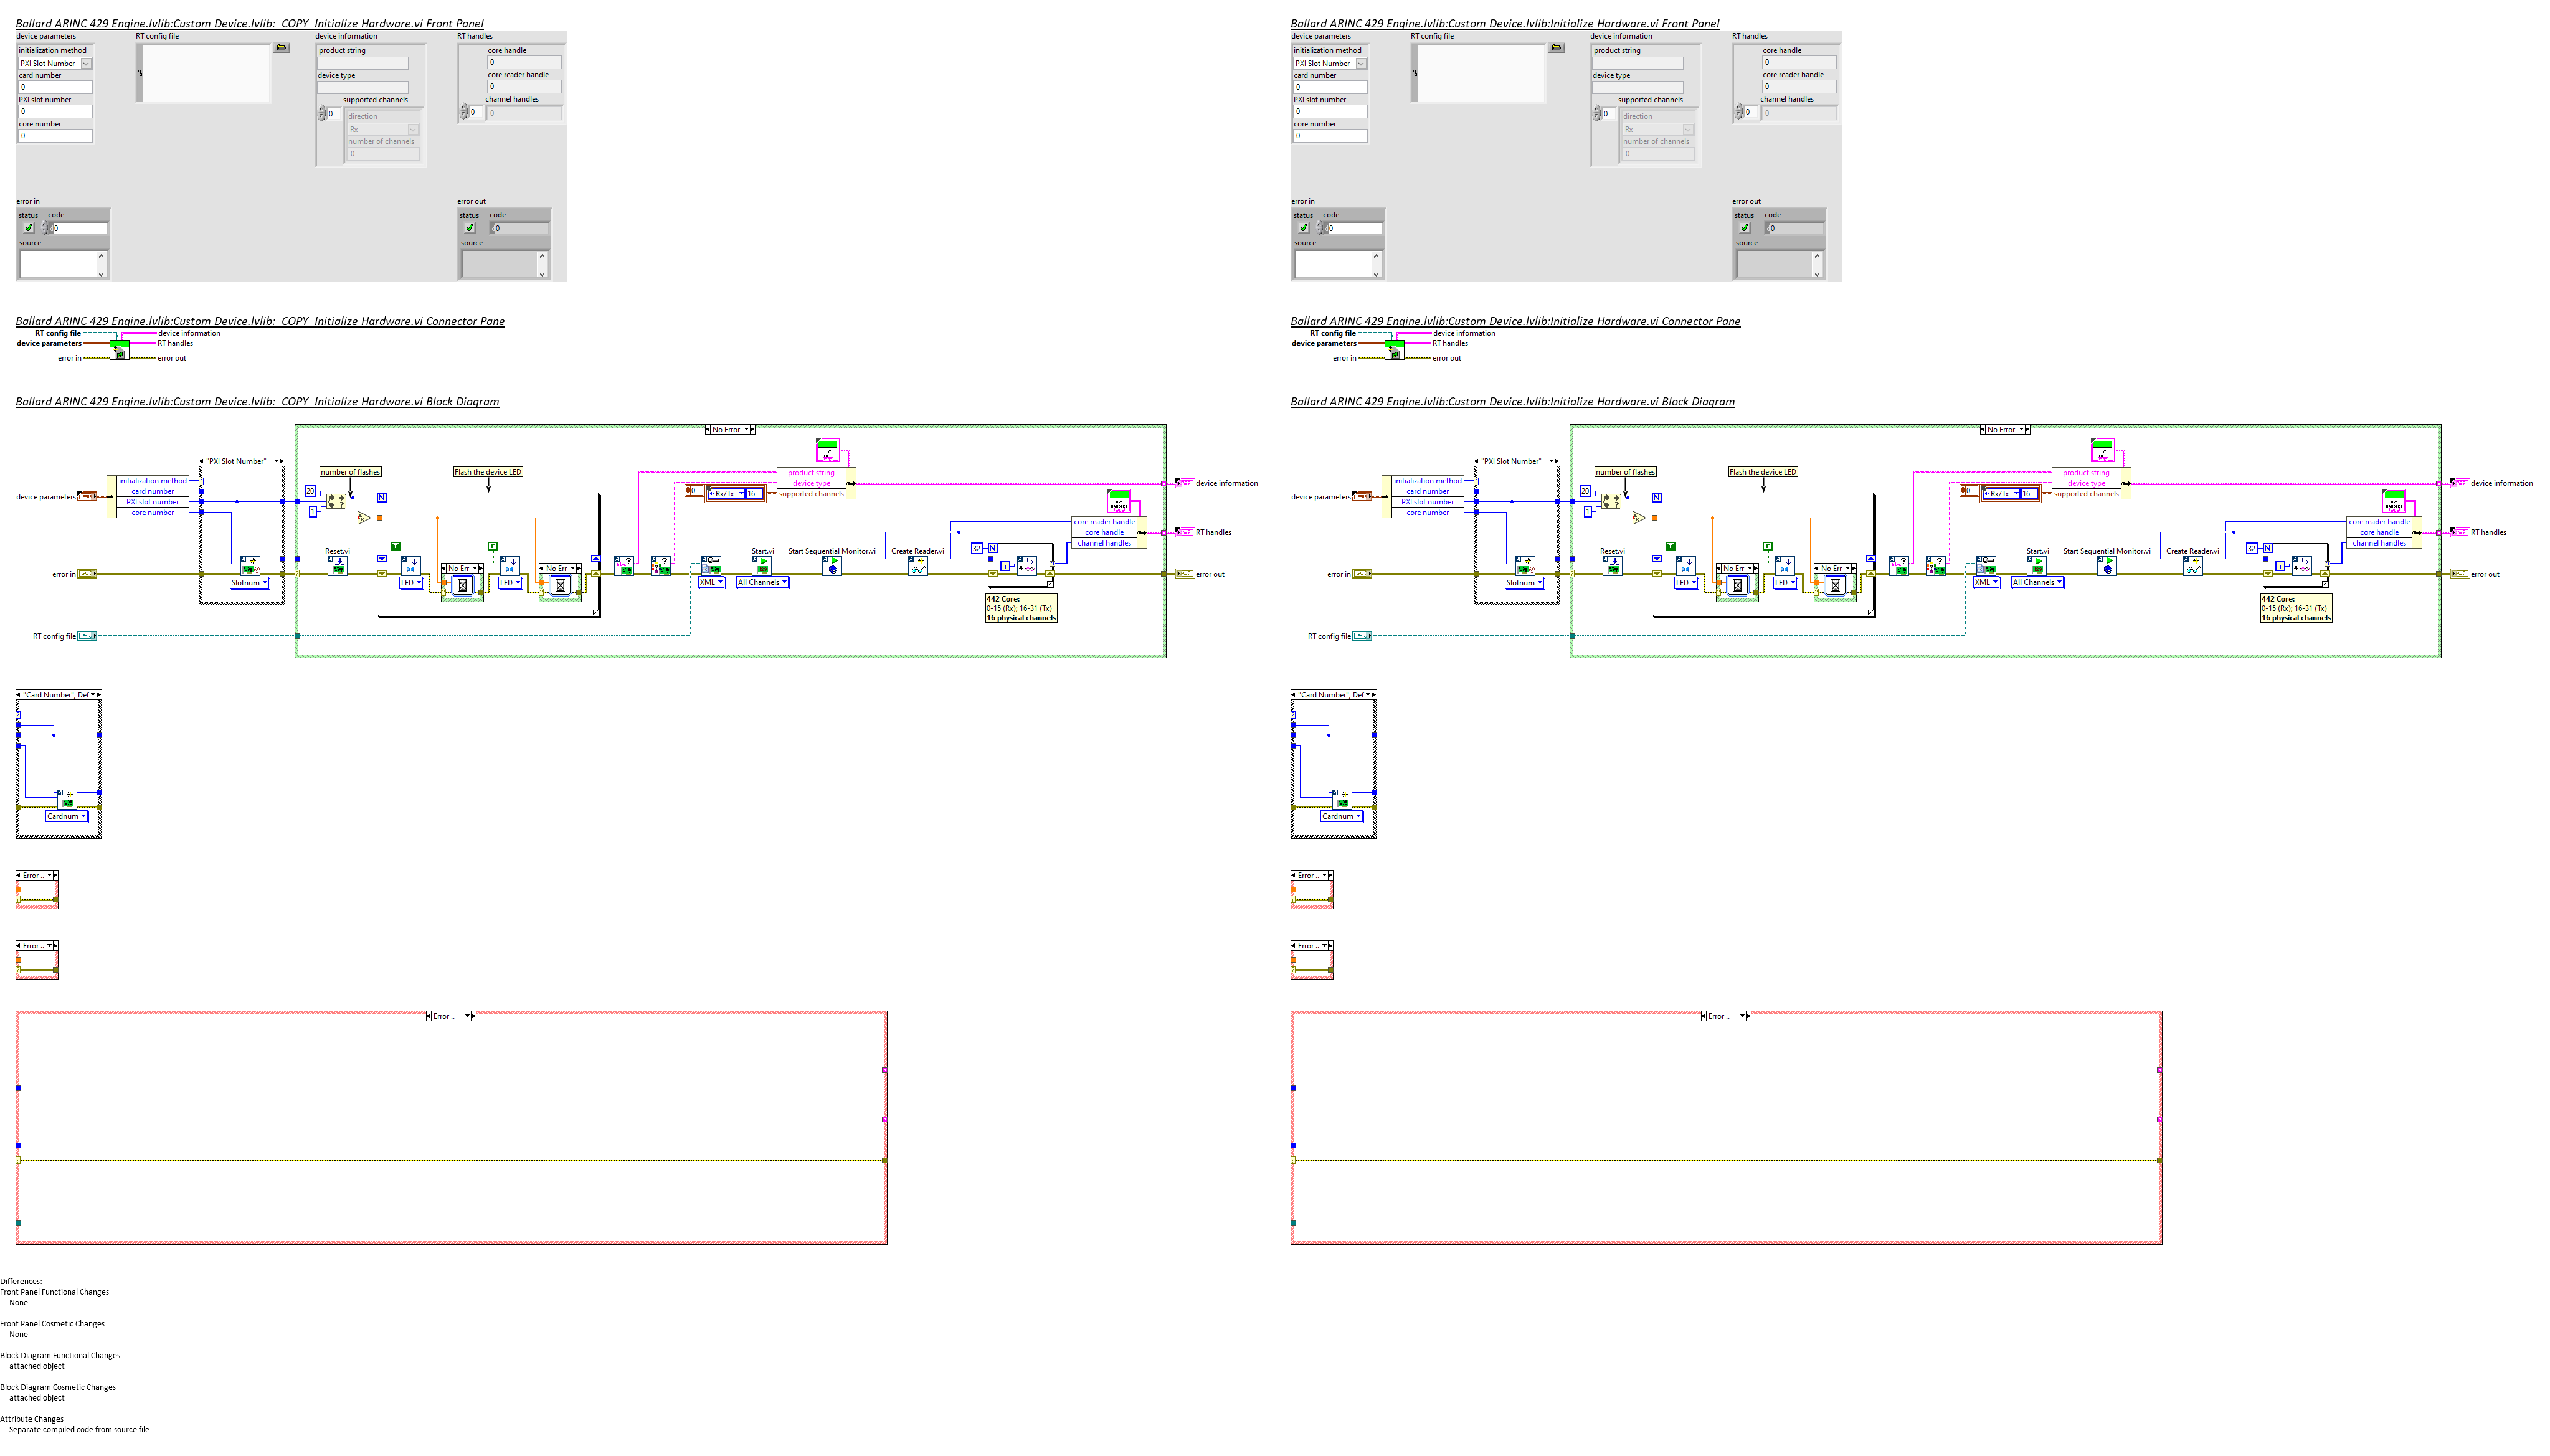 Ballard ARINC 429 Engine.lvlib:Custom Device.lvlib:_COPY_Initialize Hardware.vi Front Panel
device parameters
RT config file
device information
RT handles
initialization method
product string
core handle
PXI Slot Number
0
card number
device type
core reader handle
0
0
PXI slot number
supported channels
channel handles
0
0
direction
0
0
core number
Rx
0
number of channels
0
error in
error out
status code
status code
0
0
source
Ballard ARINC 429 Engine.lvlib:Custom Device.lvlib:Initialize Hardware.vi Front Panel
device parameters
RT config file
device information
RT handles
initialization method
product string
core handle
PXI Slot Number
0
card number
device type
core reader handle
0
0
PXI slot number
supported channels
channel handles
0
0
direction
0
0
core number
Rx
0
number of channels
0
error in
error out
status code
status code
0
0
source
source
Ballard ARINC 429 Engine.lvlib:Custom Device.lvlib:_COPY_Initialize Hardware.vi Connector Pane
RT config file
device information
device parameters
RT handles
error in
error out
Ballard ARINC 429 Engine.lvlib:Custom Device.lvlib:Initialize Hardware.vi Connector Pane
RT config file
device information
device parameters
RT handles
error in
error out
Ballard ARINC 429 Engine.lvlib:Custom Device.lvlib:_COPY_Initialize Hardware.vi Block Diagram
No Error
"PXI Slot Number"
number of flashes
Flash the device LED
product string
initialization method
device type
device information
card number
20
N
0
Rx/Tx
16
supported channels
device parameters
PXI slot number
core number
1
core reader handle
core handle
RT handles
channel handles
Reset.vi
Start.vi
Start Sequential Monitor.vi
Create Reader.vi
32
N
i
No Err
No Err
error in
error out
Slotnum
LED
LED
XML
All Channels
442 Core:
0-15 (Rx); 16-31 (Tx)
16 physical channels
RT config file
Ballard ARINC 429 Engine.lvlib:Custom Device.lvlib:Initialize Hardware.vi Block Diagram
No Error
"PXI Slot Number"
number of flashes
Flash the device LED
product string
initialization method
device type
device information
card number
20
N
0
Rx/Tx
16
supported channels
device parameters
PXI slot number
core number
1
core reader handle
core handle
RT handles
channel handles
Reset.vi
Start.vi
Start Sequential Monitor.vi
Create Reader.vi
32
N
i
No Err
No Err
error in
error out
Slotnum
LED
LED
XML
All Channels
442 Core:
0-15 (Rx); 16-31 (Tx)
16 physical channels
RT config file
"Card Number", Def
Cardnum
"Card Number", Def
Cardnum
Error ..
Error ..
Error ..
Error ..
Error ..
Error ..
Differences:
Front Panel Functional Changes
None
Front Panel Cosmetic Changes
None
Block Diagram Functional Changes
attached object
Block Diagram Cosmetic Changes
attached object
Attribute Changes
Separate compiled code from source file